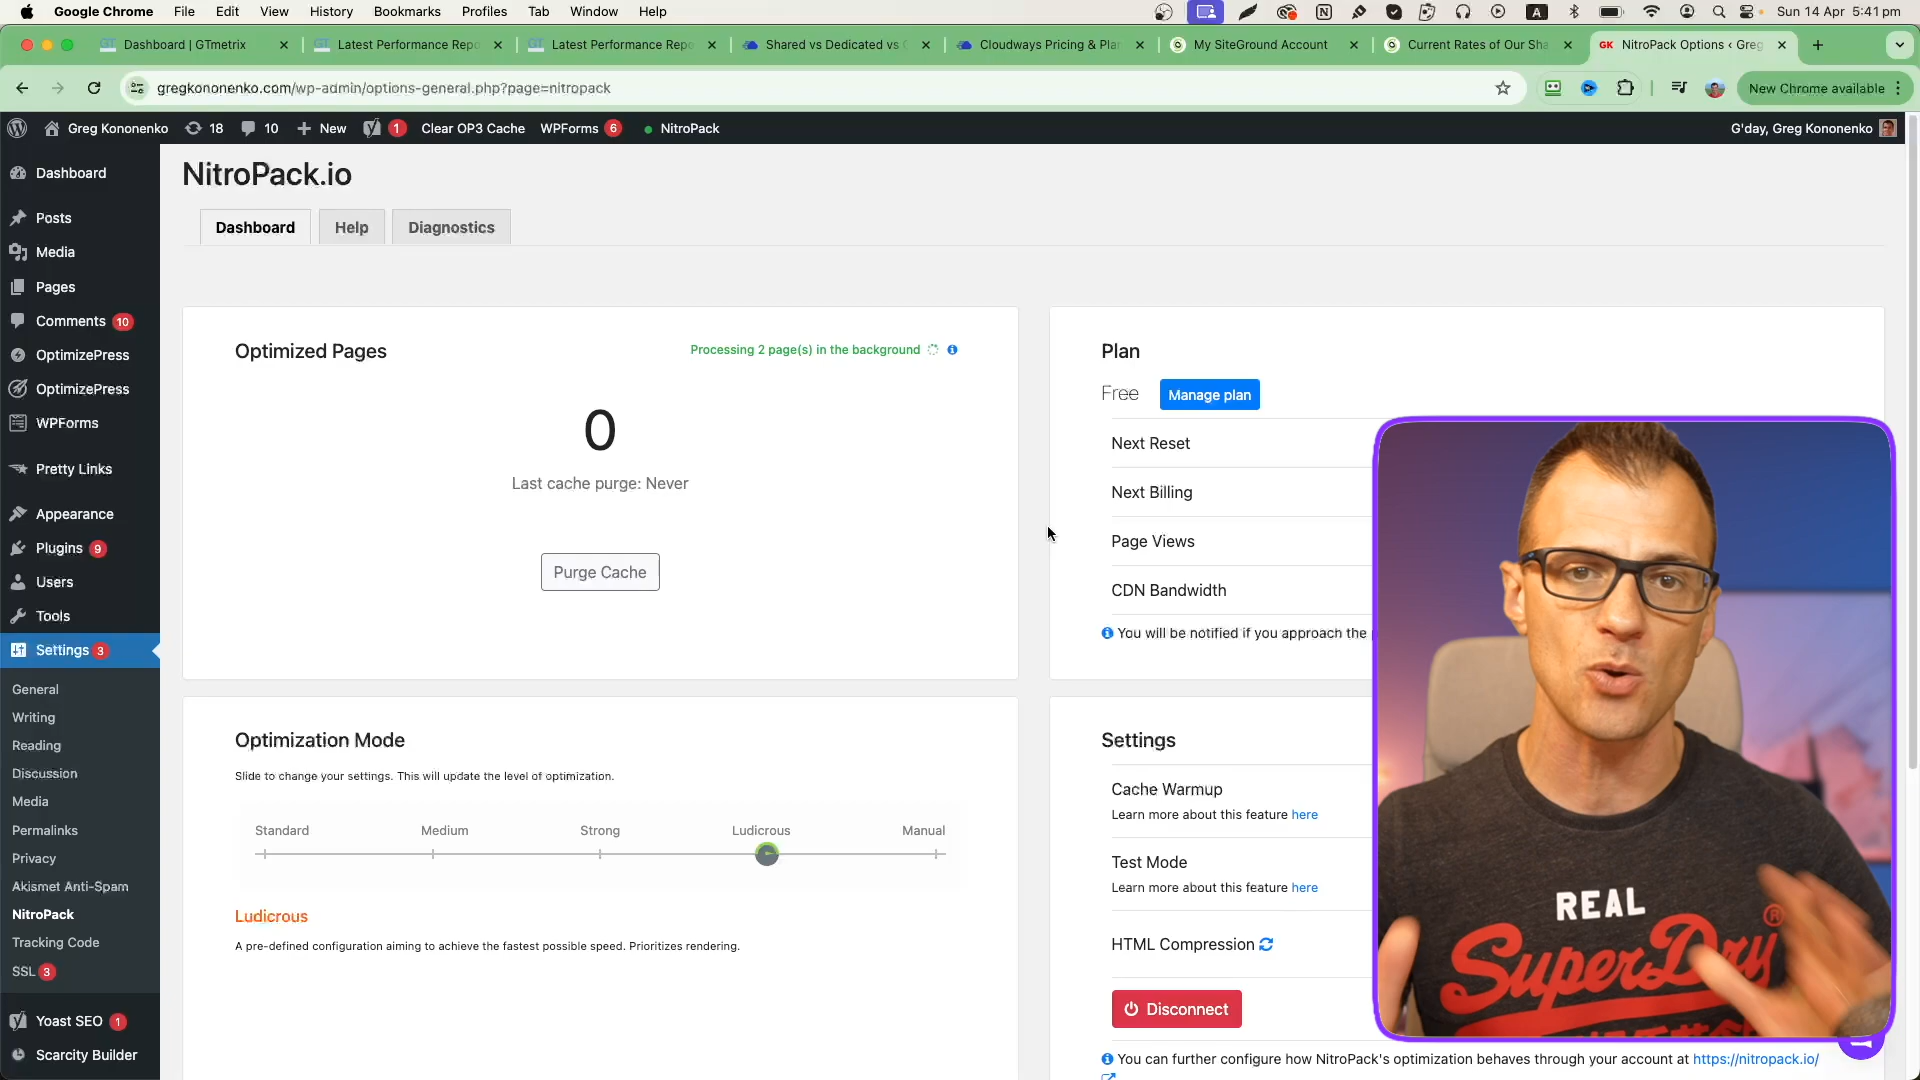 Google Chrome File Edit View History Bookmarks Profiles Tab Window Help Sun 14 Apr 5:41 pm
Dashboard | GTmetrix
Latest Performance Repo
Latest Performance Repo
Shared vs Dedicated vs
Cloudways Pricing & Pla
My SiteGround Account
Current Rates of Our Sha
GK NitroPack Options ‹ Greg
gregkononenko.com/wp-admin/options-general.php?page=nitropack
New Chrome available
Greg Kononenko 18 10 New 1 Clear OP3 Cache WPForms 6 NitroPack
G'day, Greg Kononenko
Dashboard
Posts
Media
Pages
Comments 10
OptimizePress
OptimizePress
WPForms
Pretty Links
Appearance
Plugins 9
Users
Tools
Settings 3
General
Writing
Reading
Discussion
Media
Permalinks
Privacy
Akismet Anti-Spam
NitroPack
Tracking Code
SSL 3
Yoast SEO 1
Scarcity Builder
NitroPack.io
Dashboard Help Diagnostics
Optimized Pages
Processing 2 page(s) in the background
0
Last cache purge: Never
Purge Cache
Plan
Free Manage plan
Next Reset
Next Billing
Page Views
CDN Bandwidth
You will be notified if you approach the
Optimization Mode
Slide to change your settings. This will update the level of optimization.
Standard Medium Strong Ludicrous Manual
Ludicrous
A pre-defined configuration aiming to achieve the fastest possible speed. Prioritizes rendering.
Settings
Cache Warmup
Learn more about this feature here
Test Mode
Learn more about this feature here
HTML Compression
Disconnect
You can further configure how NitroPack's optimization behaves through your account at https://nitropack.io/
REAL
SuperDry®